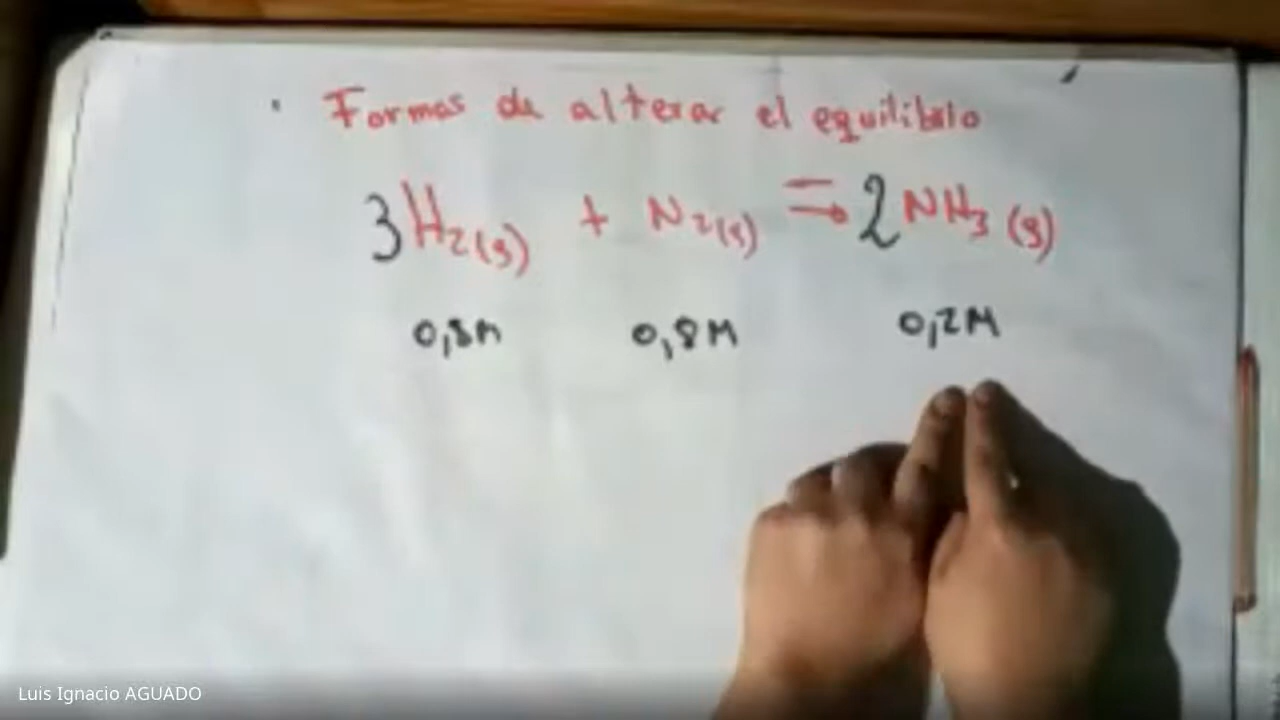 Formas de alterar el equilibrio
3H2(g) + N2(g) ⇌ 2NH3(g)
0,8M 0,8M 0,2M
Luis Ignacio AGUADO